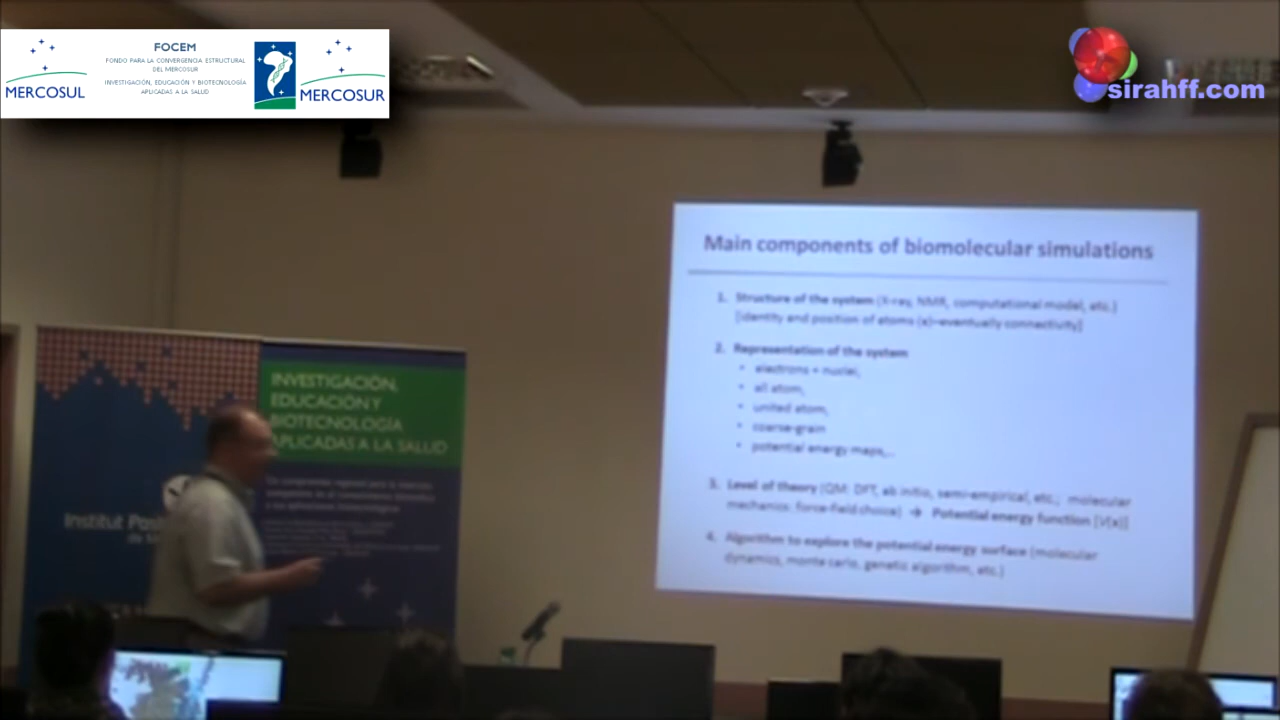 MERCOSUL
FOCEM
FONDO PARA LA CONVERGENCIA ESTRUCTURAL
DEL MERCOSUR
INVESTIGACIÓN, EDUCACIÓN Y BIOTECNOLOGÍA
APLICADAS A LA SALUD
MERCOSUR
sirahff.com
Main components of biomolecular simulations
1. Structure of the system (X-ray, NMR, computational model, etc.)
[identity and position of atoms (x)–eventually connectivity]
2. Representation of the system
• electrons + nuclei,
• all atom,
• united atom,
• coarse-grain
• potential energy maps,..
3. Level of theory (QM: DFT, ab initio, semi-empirical, etc.; molecular
mechanics: force-field choice) → Potential energy function [V(x)]
4. Algorithm to explore the potential energy surface (molecular
dynamics, monte carlo, genetic algorithm, etc.)
INVESTIGACIÓN,
EDUCACIÓN Y
BIOTECNOLOGÍA
APLICADAS A LA SALUD
Institut